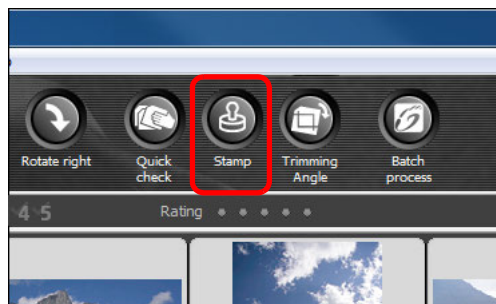 Rotate right
Quick
check
Stamp
Trimming
Angle
Batch
process
4 5
Rating